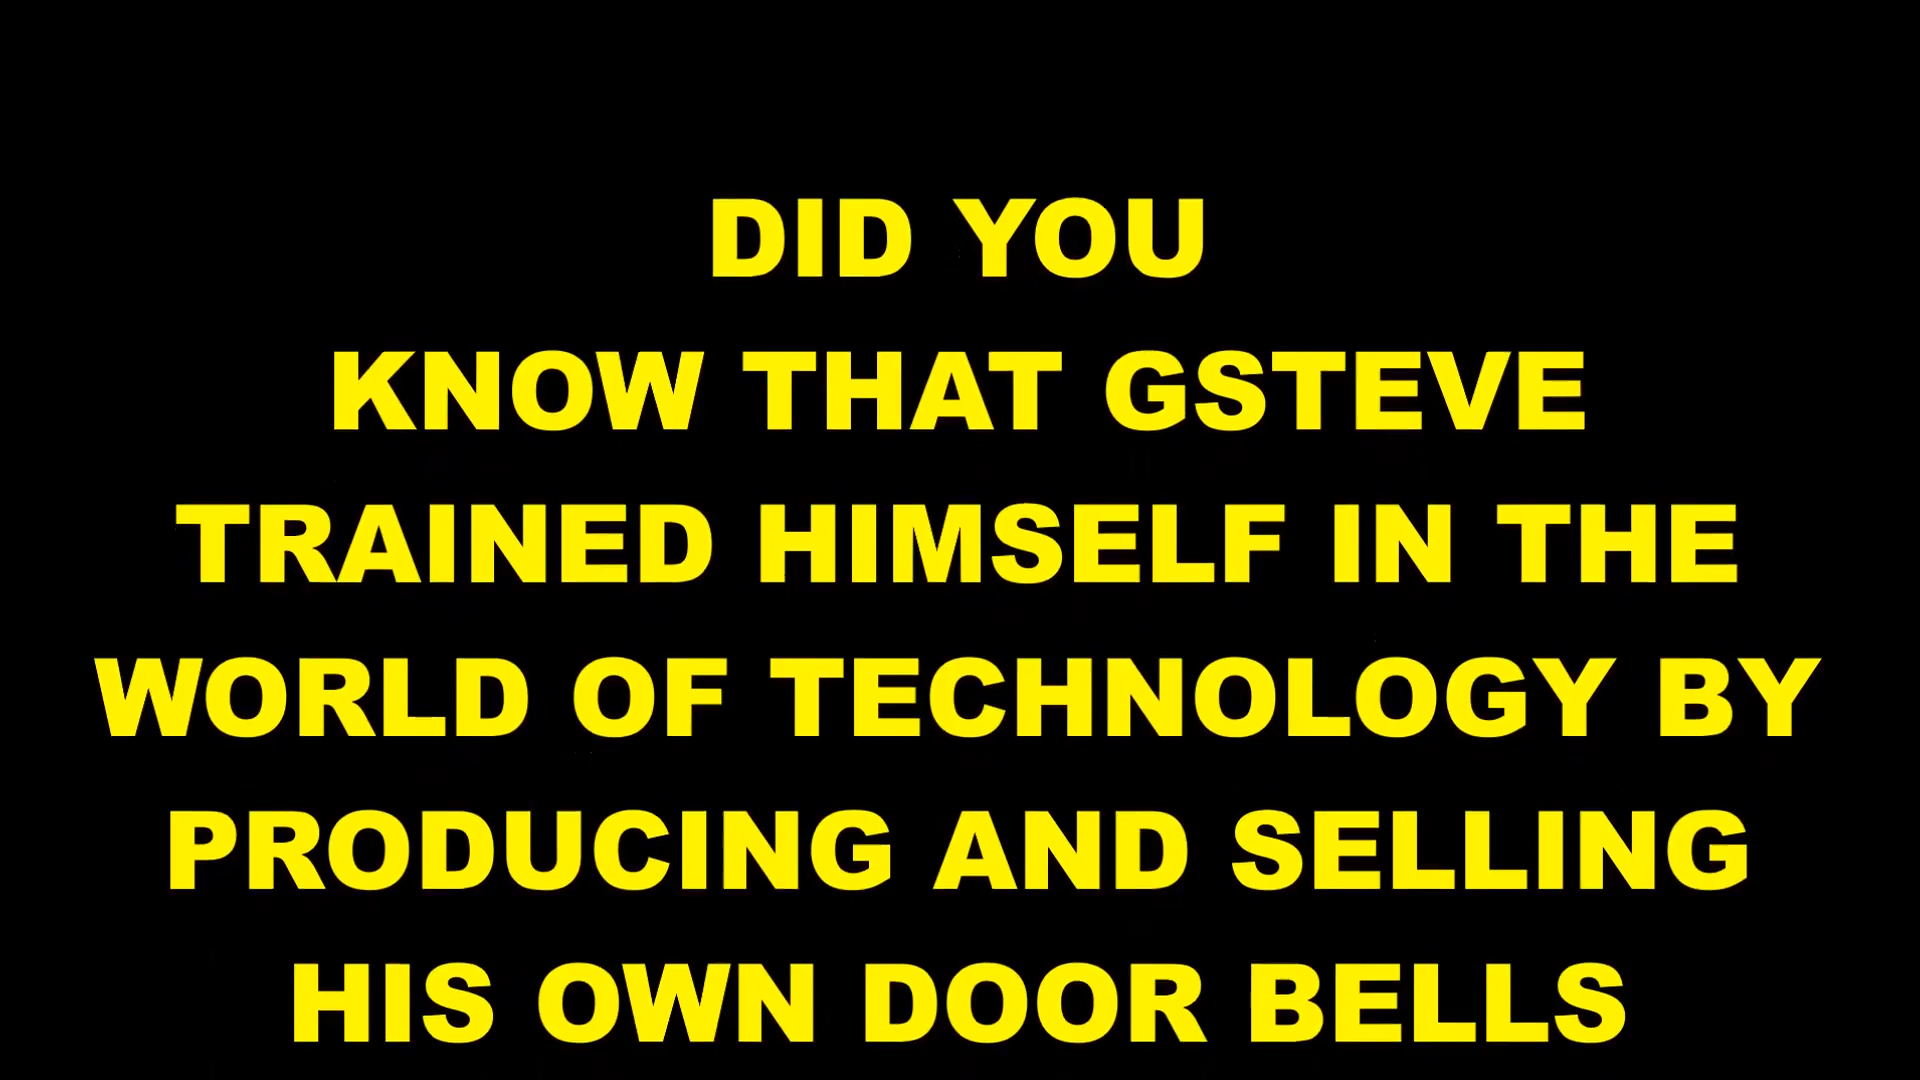 DID YOU
KNOW THAT GSTEVE
TRAINED HIMSELF IN THE
WORLD OF TECHNOLOGY BY
PRODUCING AND SELLING
HIS OWN DOOR BELLS